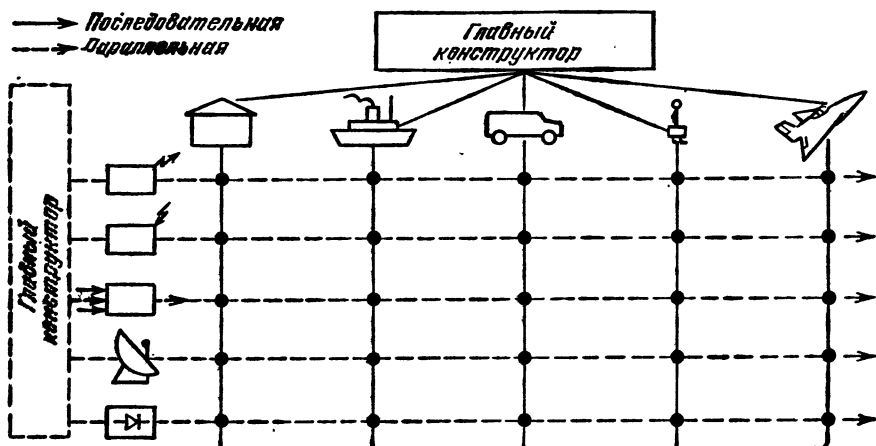 Последовательная
Параллельная
Главный
конструктор
Главный
конструктор